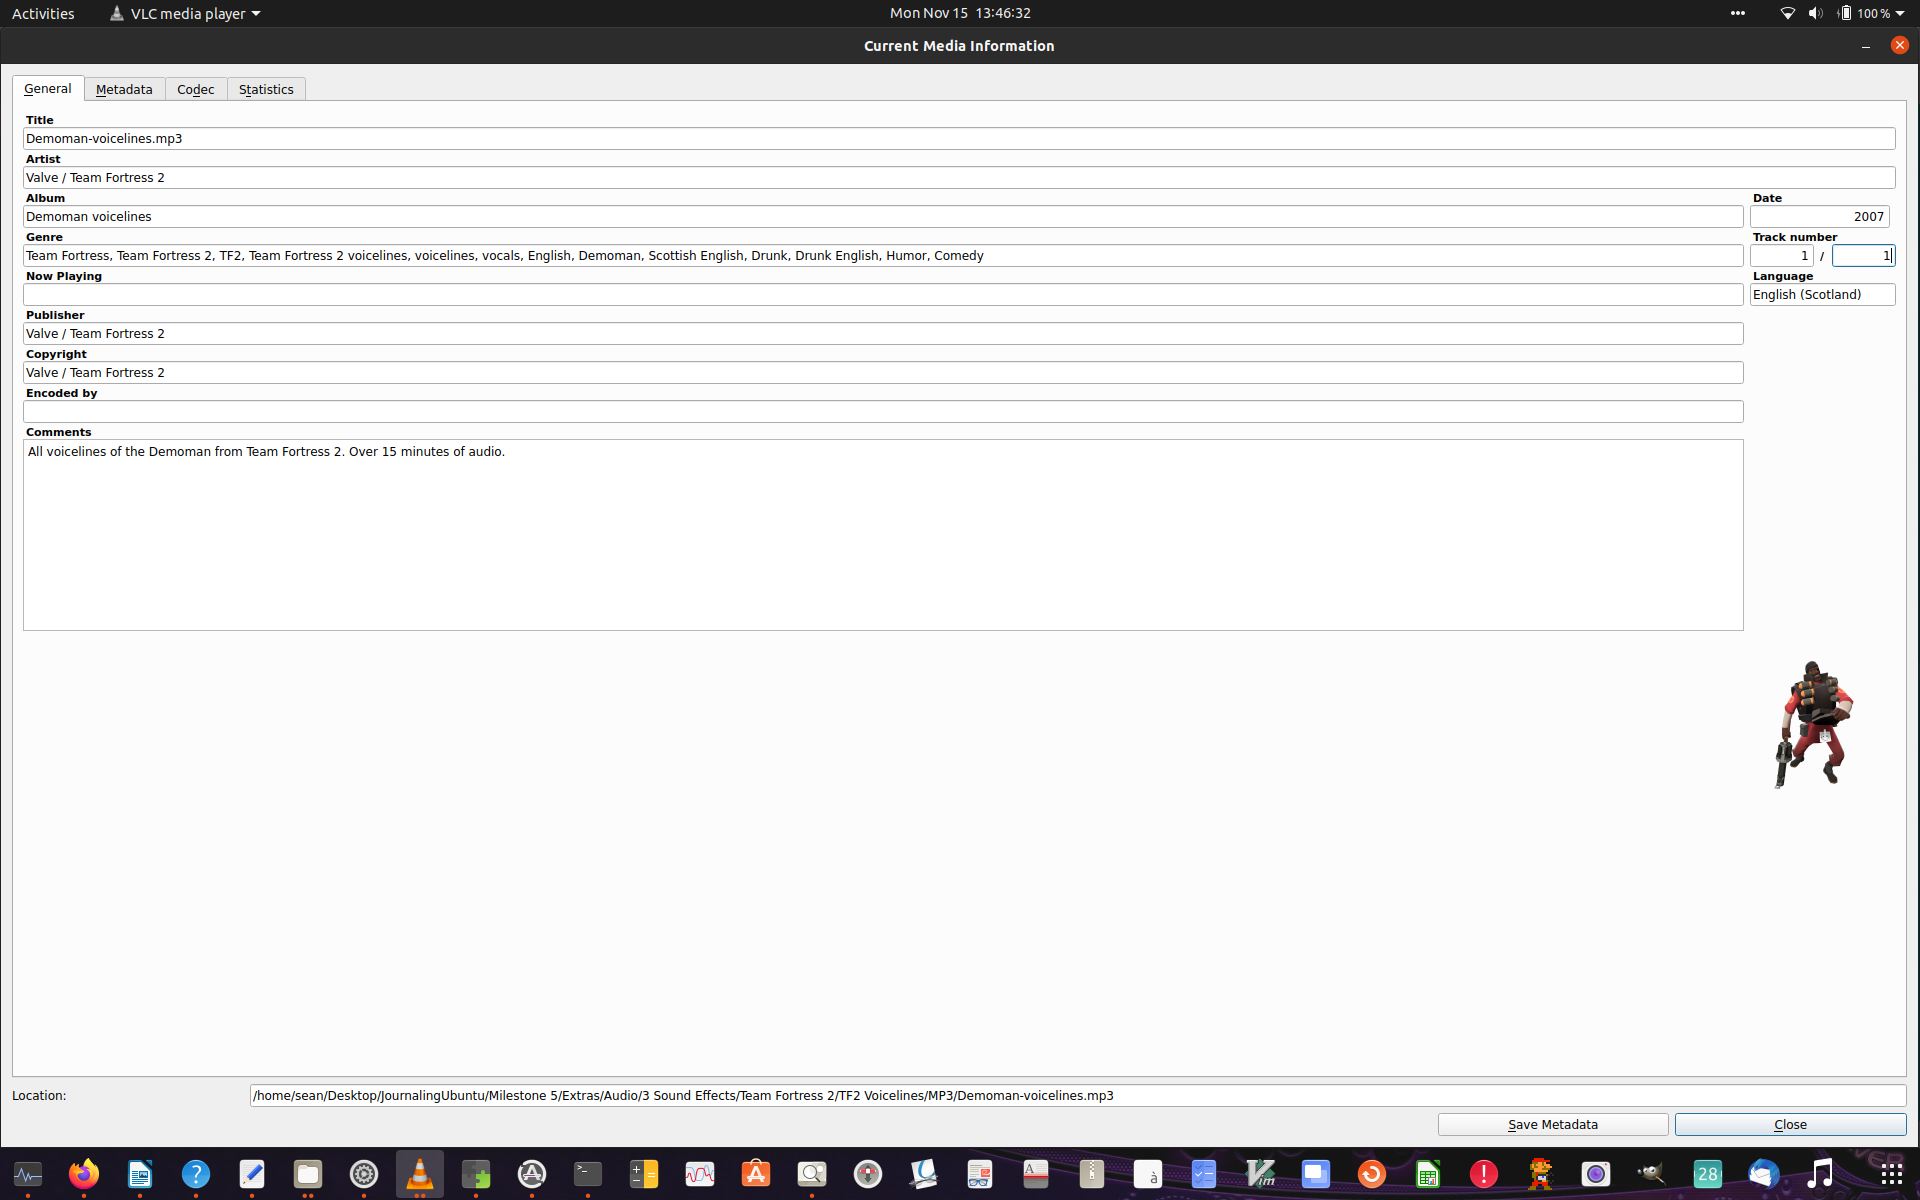 Activities VLC media player Mon Nov 15 13:46:32 100 %
Current Media Information
General Metadata Codec Statistics
Title
Demoman-voicelines.mp3
Artist
Valve / Team Fortress 2
Album Date
Demoman voicelines 2007
Genre Track number
Team Fortress, Team Fortress 2, TF2, Team Fortress 2 voicelines, voicelines, vocals, English, Demoman, Scottish English, Drunk, Drunk English, Humor, Comedy 1 / 1
Now Playing Language
English (Scotland)
Publisher
Valve / Team Fortress 2
Copyright
Valve / Team Fortress 2
Encoded by
Comments
All voicelines of the Demoman from Team Fortress 2. Over 15 minutes of audio.
Location: /home/sean/Desktop/JournalingUbuntu/Milestone 5/Extras/Audio/3 Sound Effects/Team Fortress 2/TF2 Voicelines/MP3/Demoman-voicelines.mp3
Save Metadata Close
28